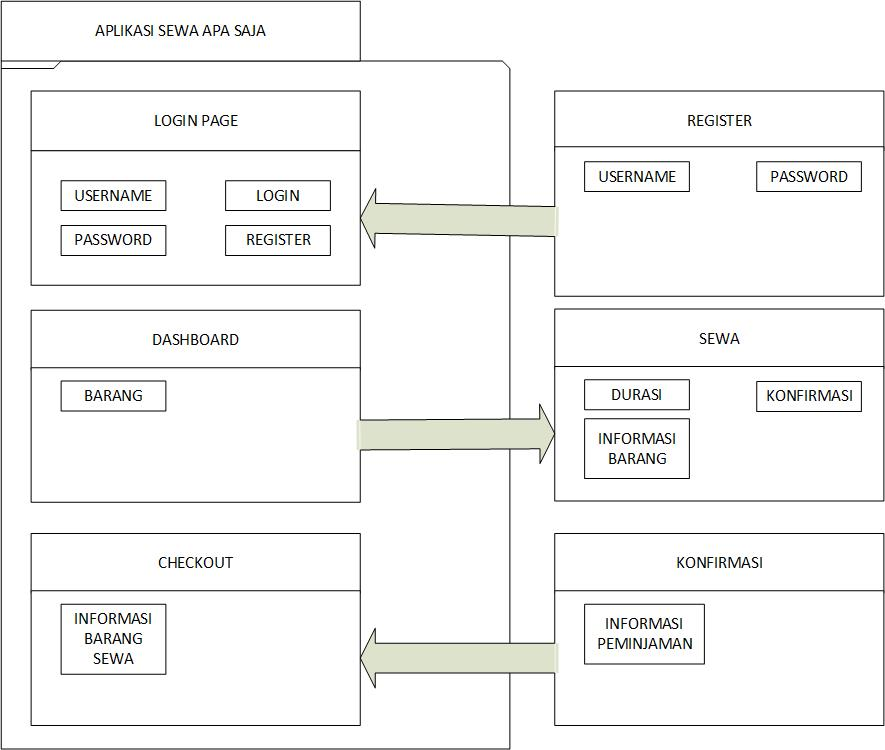 APLIKASI SEWA APA SAJA
LOGIN PAGE
USERNAME
LOGIN
PASSWORD
REGISTER
REGISTER
USERNAME
PASSWORD
DASHBOARD
BARANG
SEWA
DURASI
KONFIRMASI
INFORMASI
BARANG
CHECKOUT
INFORMASI
BARANG
SEWA
KONFIRMASI
INFORMASI
PEMINJAMAN